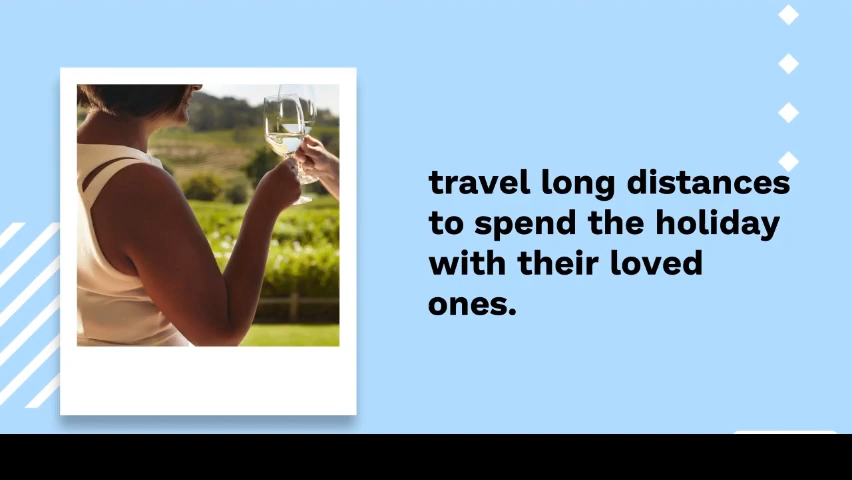 travel long distances
to spend the holiday
with their loved
ones.